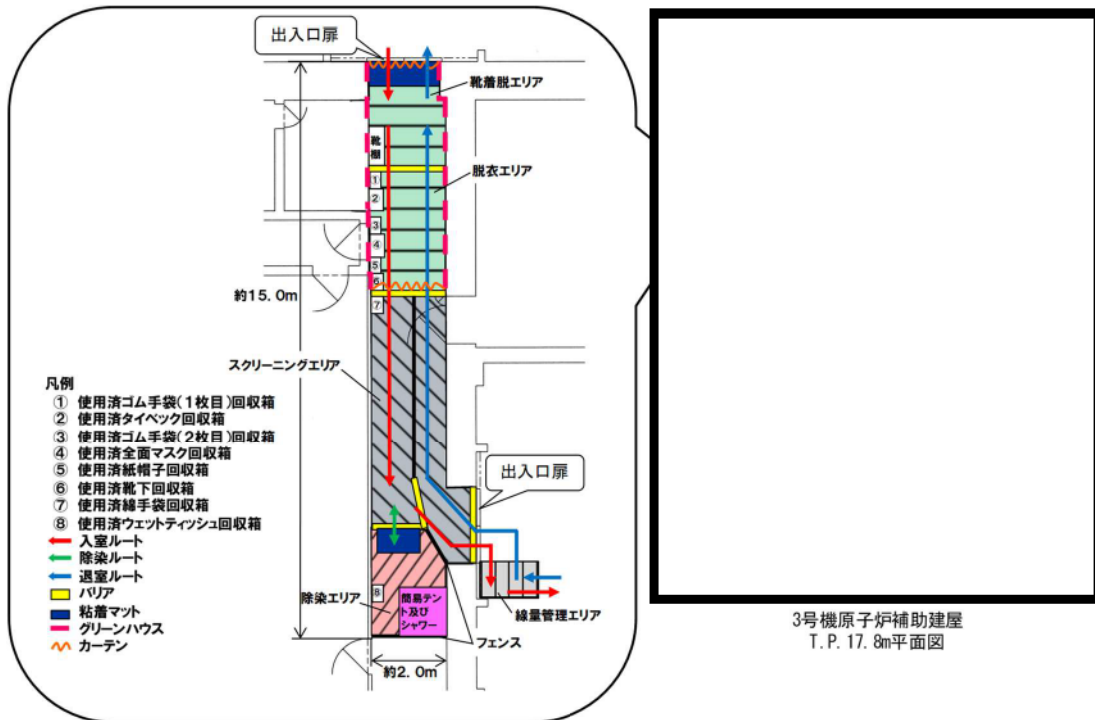 出入口扉
靴着脱エリア
靴棚
脱衣エリア
①
②
③
④
⑤
⑥
⑦
約15.0m
スクリーニングエリア
凡例
① 使用済ゴム手袋(1枚目)回収箱
② 使用済タイベック回収箱
③ 使用済ゴム手袋(2枚目)回収箱
④ 使用済全面マスク回収箱
⑤ 使用済紙帽子回収箱
⑥ 使用済靴下回収箱
⑦ 使用済綿手袋回収箱
⑧ 使用済ウェットティッシュ回収箱
入室ルート
除染ルート
退室ルート
バリア
粘着マット
グリーンハウス
カーテン
出入口扉
除染エリア
⑧
簡易テン
ト及び
シャワー
線量管理エリア
フェンス
約2.0m
3号機原子炉補助建屋
T.P.17.8m平面図